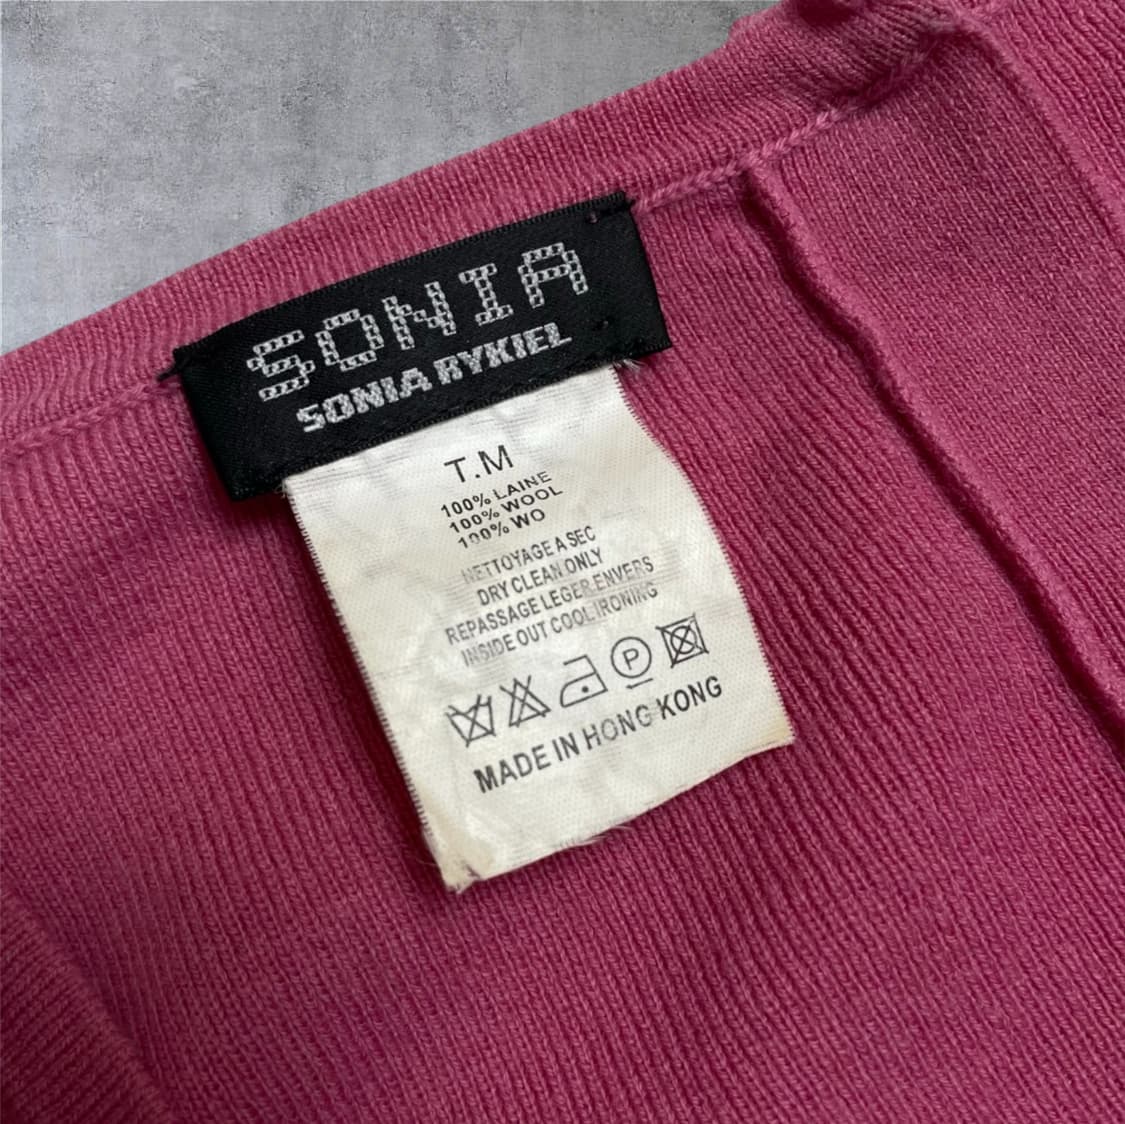 SONIA
SONIA RYKIEL
T.M
100% LAINE
100% WOOL
100% WO
NETTOYAGE A SEC
DRY CLEAN ONLY
REPASSAGE LEGER ENVERS
INSIDE OUT COOL IRONING
P
MADE IN HONG KONG